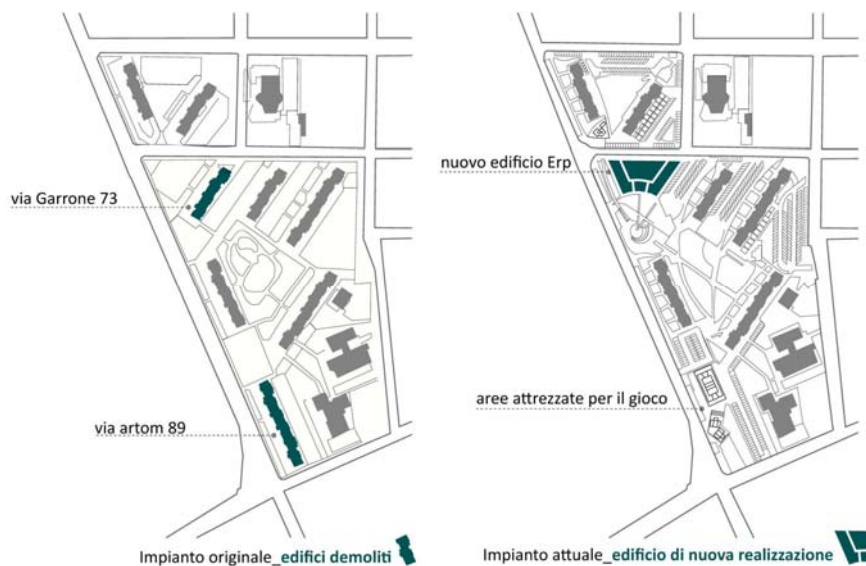 via Garrone 73
via artom 89
Impianto originale_edifici demoliti
nuovo edificio Erp
aree attrezzate per il gioco
Impianto attuale_edificio di nuova realizzazione